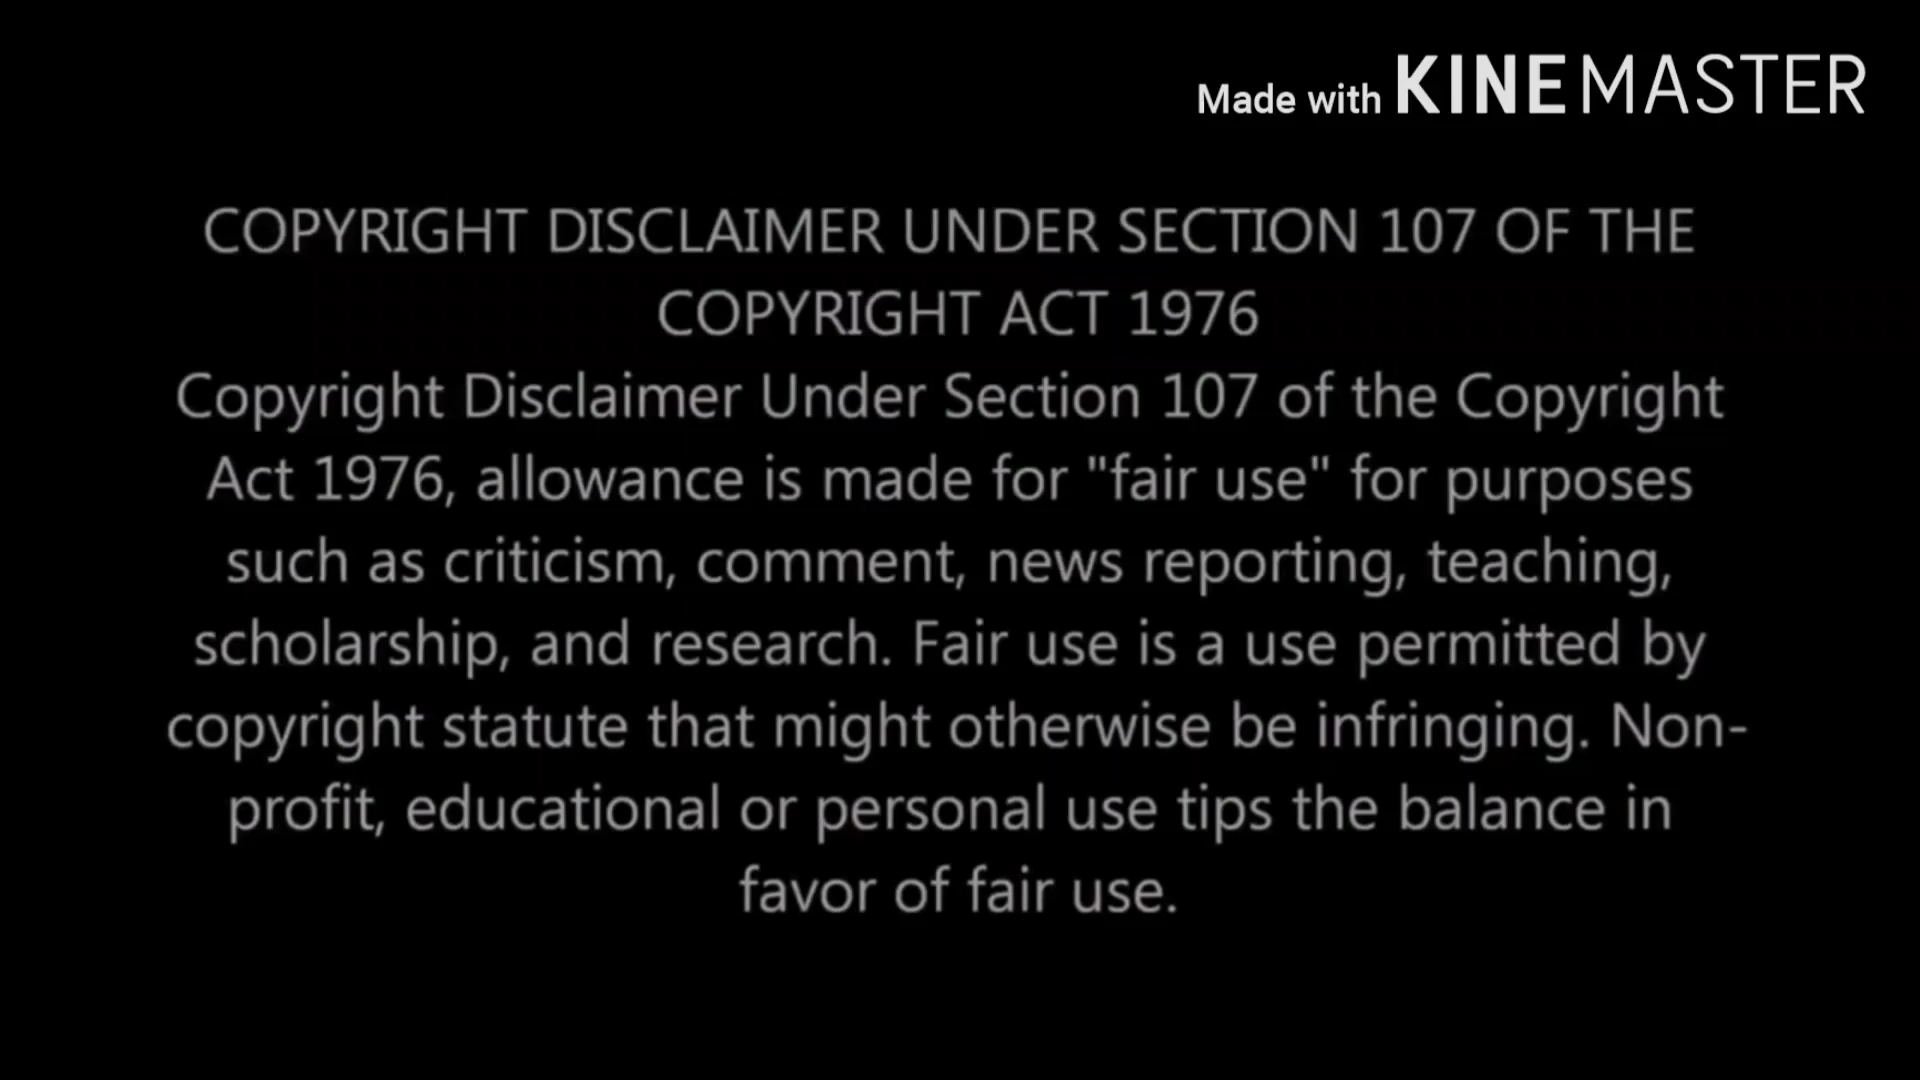 Made with KINEMASTER
COPYRIGHT DISCLAIMER UNDER SECTION 107 OF THE
COPYRIGHT ACT 1976
Copyright Disclaimer Under Section 107 of the Copyright
Act 1976, allowance is made for "fair use" for purposes
such as criticism, comment, news reporting, teaching,
scholarship, and research. Fair use is a use permitted by
copyright statute that might otherwise be infringing. Non-
profit, educational or personal use tips the balance in
favor of fair use.